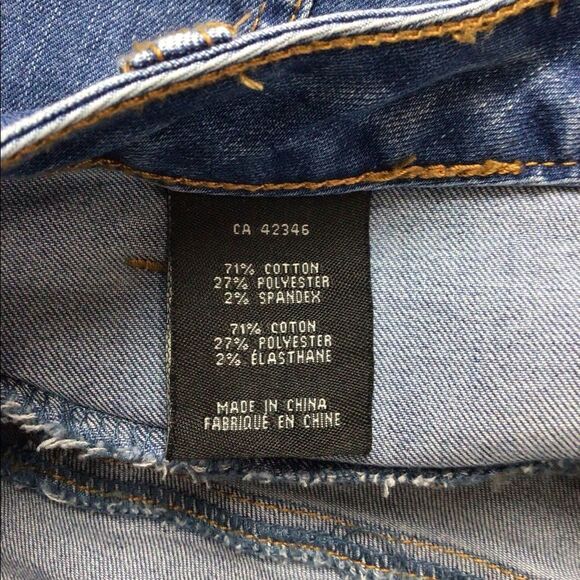 CA 42346
71% COTTON
27% POLYESTER
2% SPANDEX
71% COTON
27% POLYESTER
2% ÉLASTHANE
MADE IN CHINA
FABRIQUÉ EN CHINE